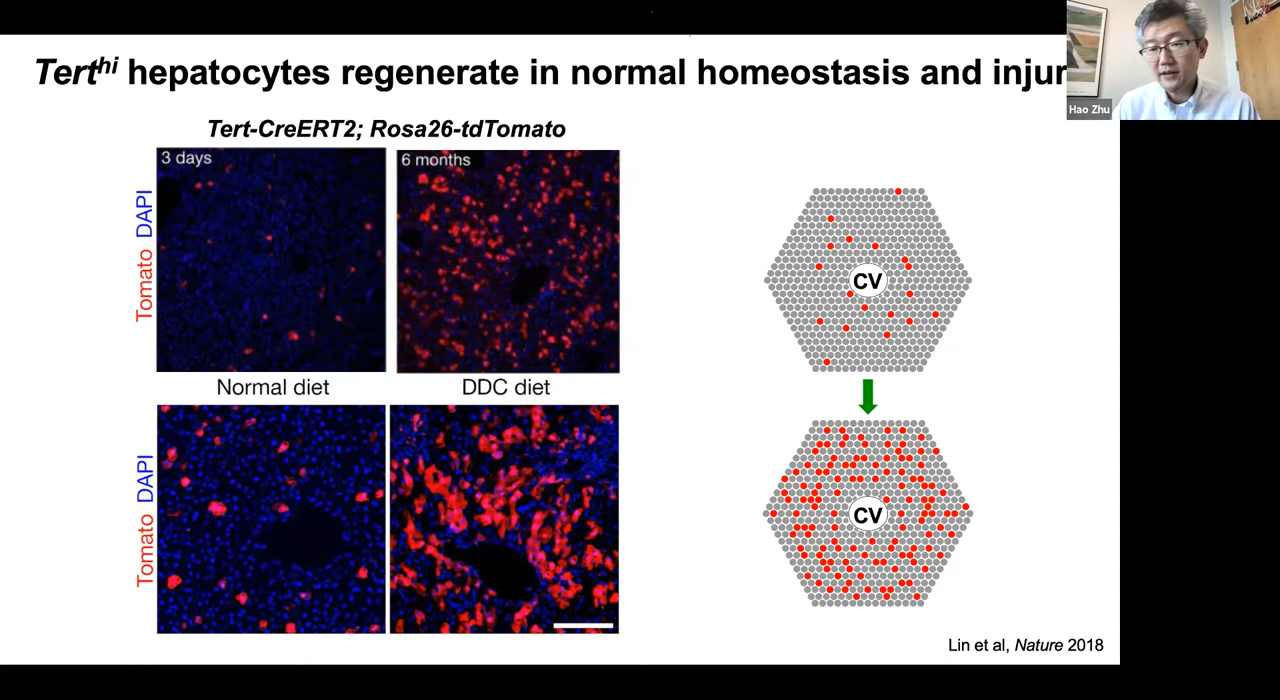 Tert^hi hepatocytes regenerate in normal homeostasis and injur
Hao Zhu
Tert-CreERT2; Rosa26-tdTomato
3 days
6 months
Tomato DAPI
Normal diet
DDC diet
Tomato DAPI
CV
CV
Lin et al, Nature 2018